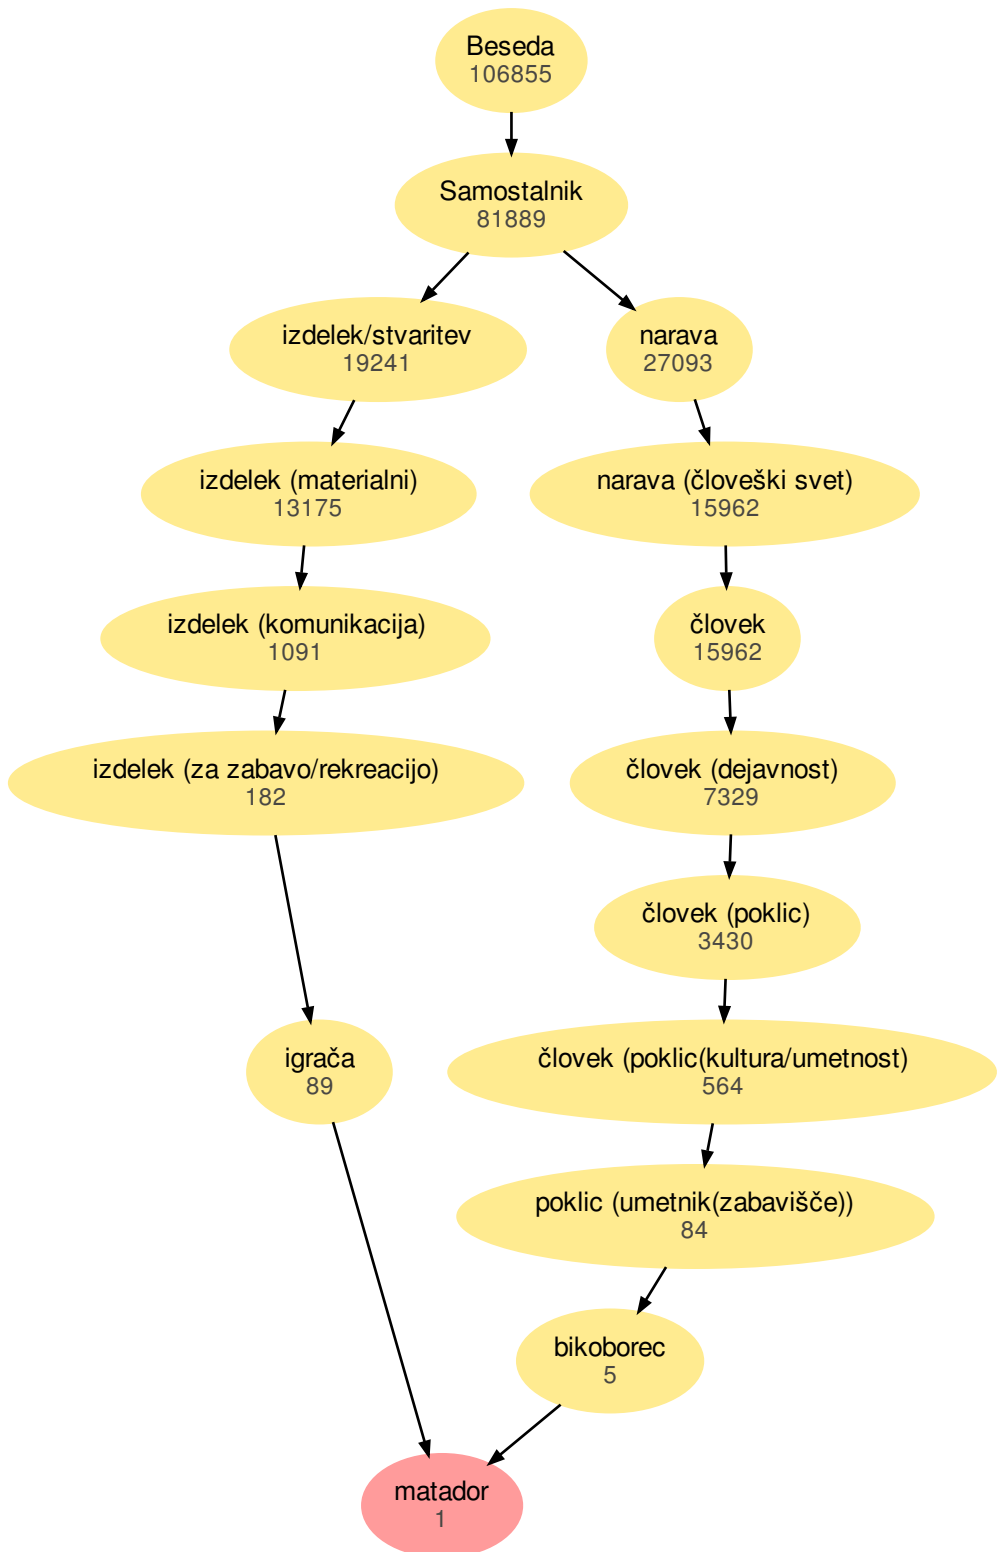 Beseda
106855
Samostalnik
81889
izdelek/stvaritev
19241
narava
27093
izdelek (materialni)
13175
narava (človeški svet)
15962
izdelek (komunikacija)
1091
človek
15962
izdelek (za zabavo/rekreacijo)
182
človek (dejavnost)
7329
človek (poklic)
3430
igrača
89
človek (poklic(kultura/umetnost)
564
poklic (umetnik(zabavišče))
84
bikoborec
5
matador
1